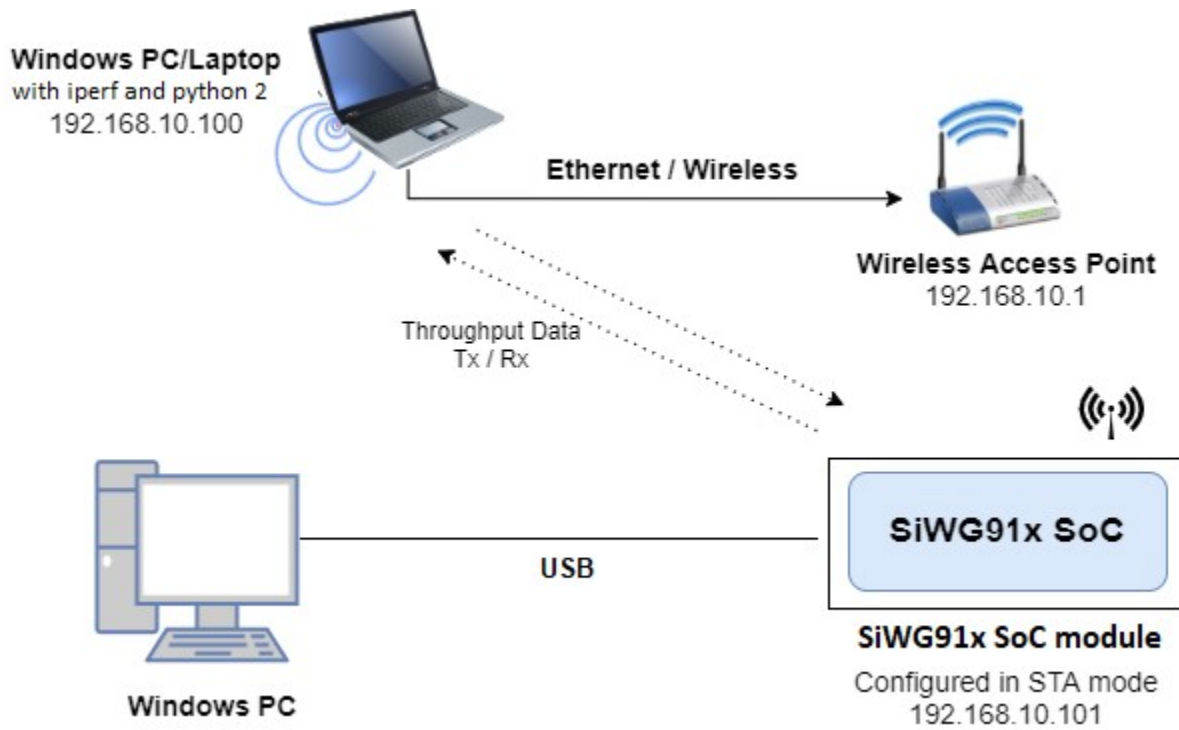 Windows PC/Laptop
with iperf and python 2
192.168.10.100
Ethernet / Wireless
Wireless Access Point
192.168.10.1
Throughput Data
Tx / Rx
SiWG91x SoC
USB
SiWG91x SoC module
Configured in STA mode
192.168.10.101
Windows PC